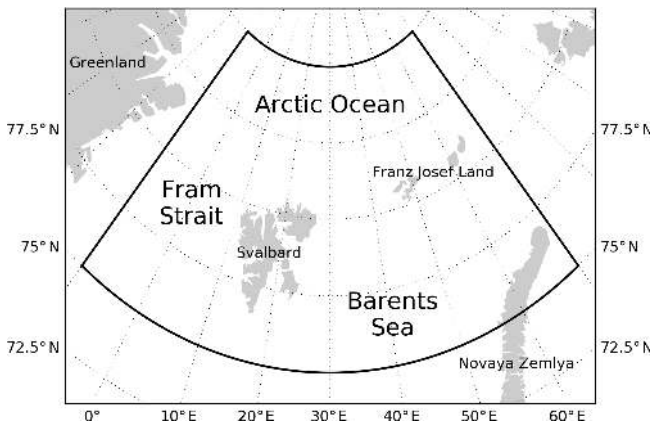 Greenland
Arctic Ocean
77.5°N
77.5°N
Franz Josef Land
Fram
Strait
75°N
Svalbard
75°N
Barents
Sea
72.5°N
72.5°N
Novaya Zemlya
0°
10°E
20°E
30°E
40°E
50°E
60°E